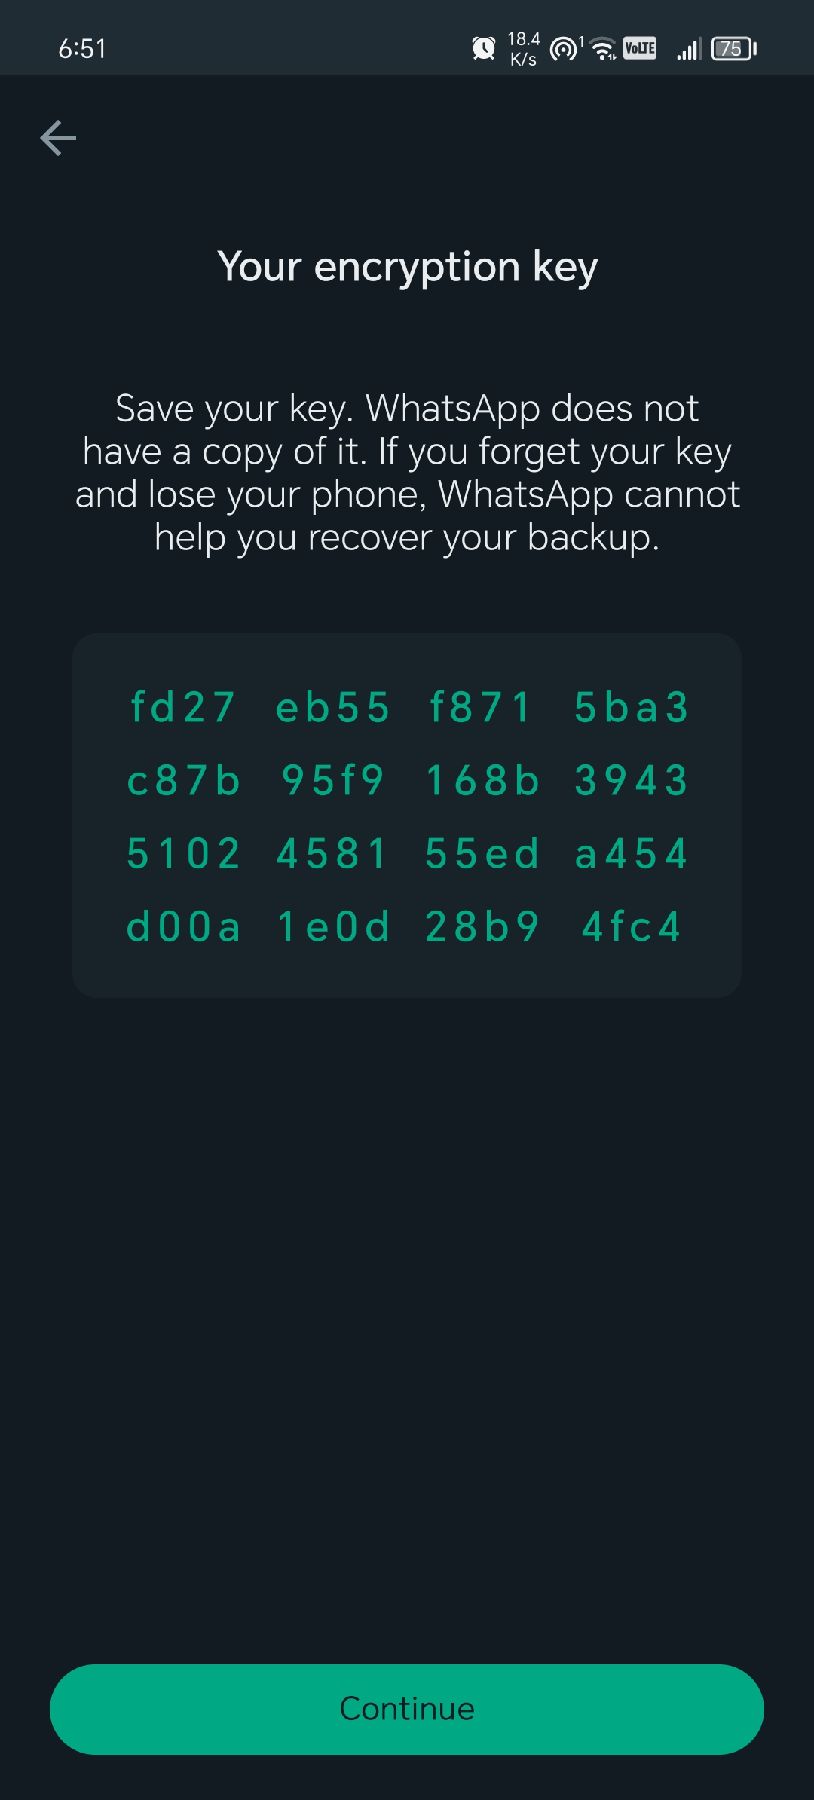 6:51
18.4
K/s
1
VoLTE
75
Your encryption key
Save your key. WhatsApp does not
have a copy of it. If you forget your key
and lose your phone, WhatsApp cannot
help you recover your backup.
fd27 eb55 f871 5ba3
c87b 95f9 168b 3943
5102 4581 55ed a454
d00a 1e0d 28b9 4fc4
Continue